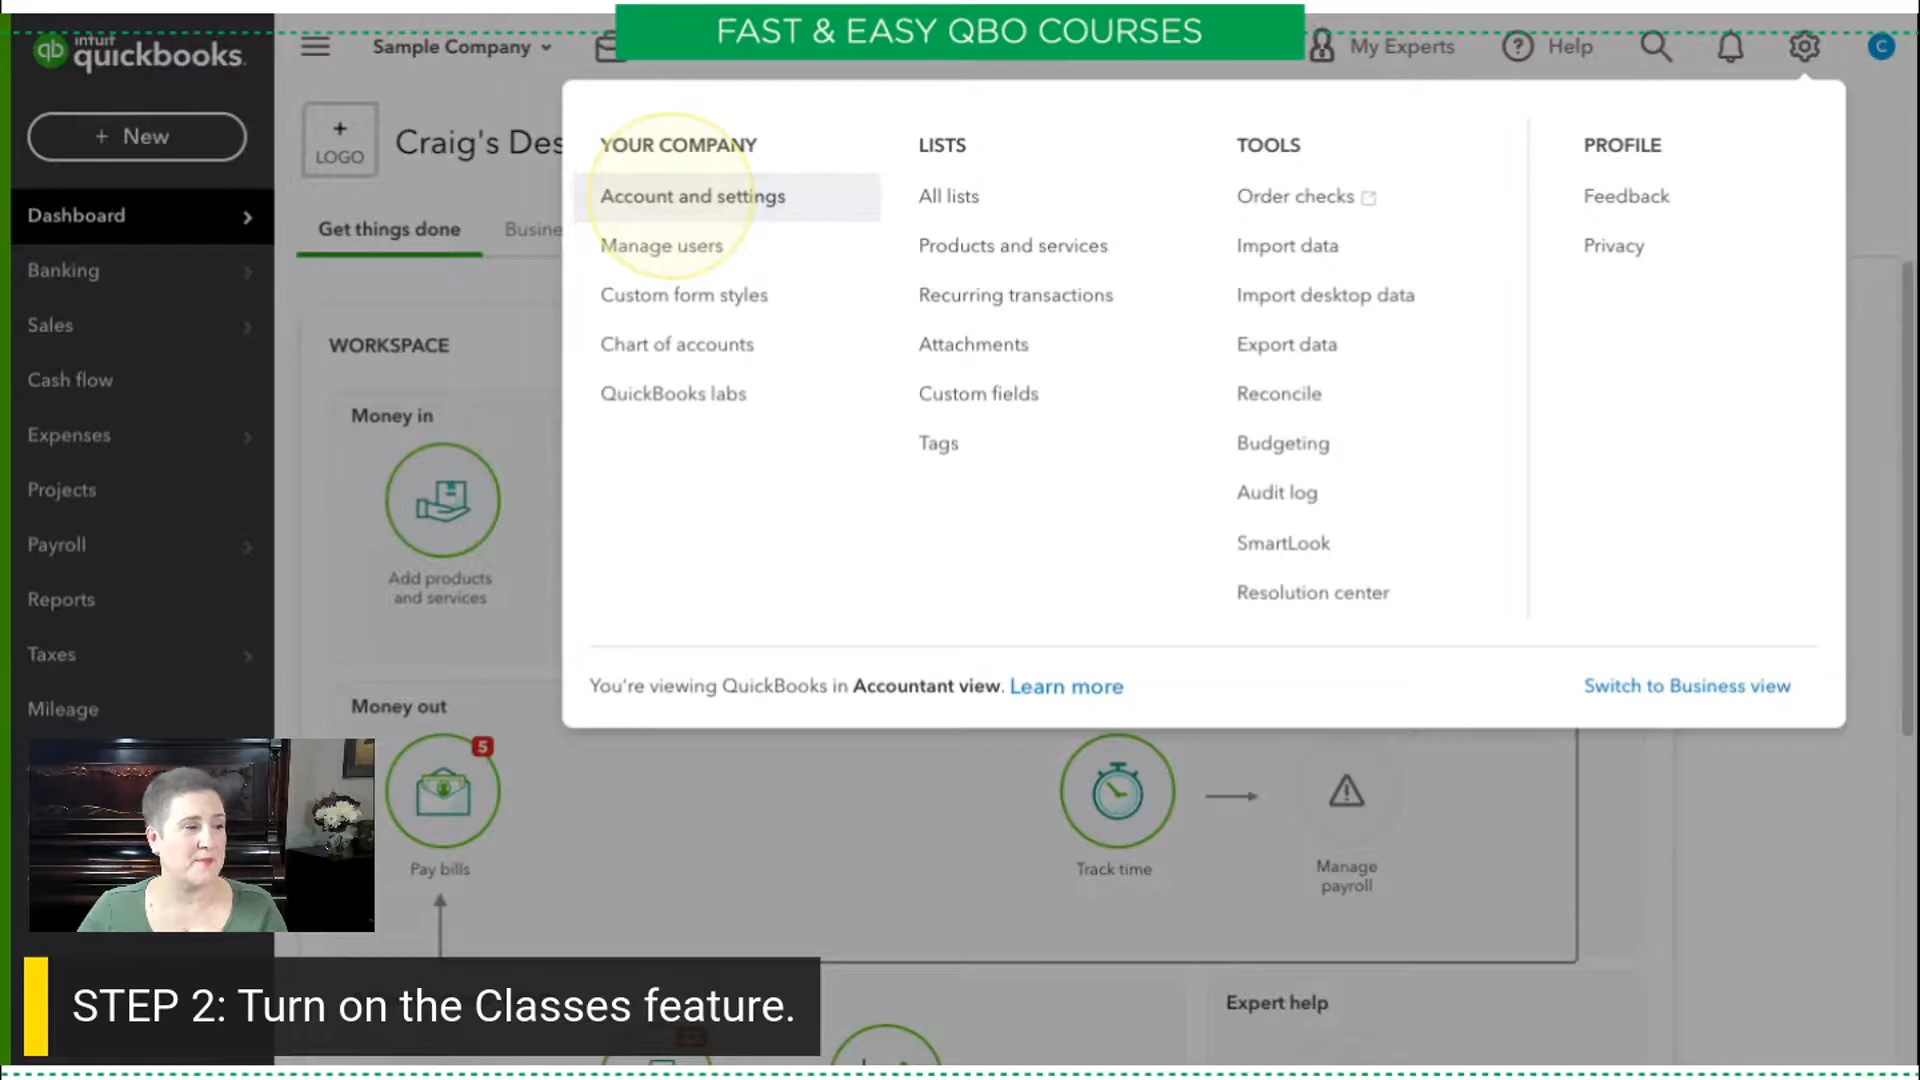 FAST & EASY QBO COURSES
intuit
quickbooks.
Sample Company
My Experts
Help
C
+ New
+
LOGO
Craig's Des
Dashboard
Banking
Sales
Cash flow
Expenses
Projects
Payroll
Reports
Taxes
Mileage
Get things done
Busine
YOUR COMPANY
Account and settings
Manage users
Custom form styles
Chart of accounts
QuickBooks labs
LISTS
All lists
Products and services
Recurring transactions
Attachments
Custom fields
Tags
TOOLS
Order checks
Import data
Import desktop data
Export data
Reconcile
Budgeting
Audit log
SmartLook
Resolution center
PROFILE
Feedback
Privacy
You're viewing QuickBooks in Accountant view. Learn more
Switch to Business view
WORKSPACE
Money in
Add products
and services
Money out
5
Pay bills
Track time
Manage
payroll
Expert help
STEP 2: Turn on the Classes feature.